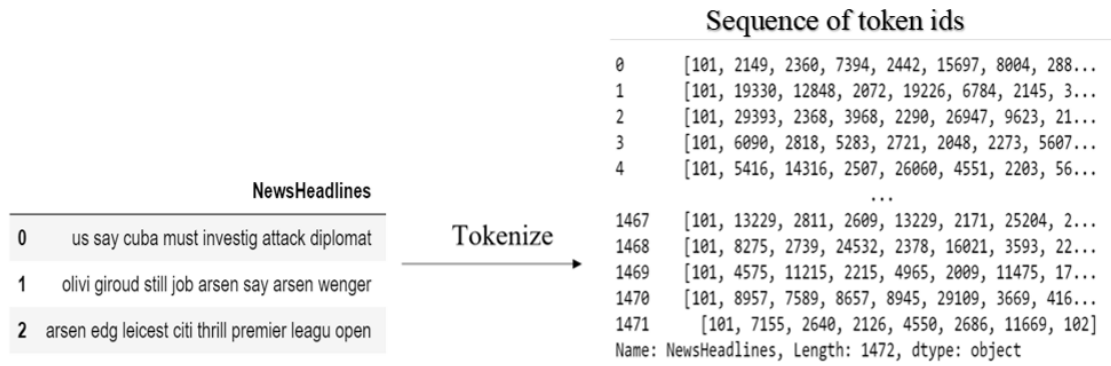 Sequence of token ids
0 [101, 2149, 2360, 7394, 2442, 15697, 8004, 288...
1 [101, 19330, 12848, 2072, 19226, 6784, 2145, 3...
2 [101, 29393, 2368, 3968, 2290, 26947, 9623, 21...
3 [101, 6090, 2818, 5283, 2721, 2048, 2273, 5607...
4 [101, 5416, 14316, 2507, 26060, 4551, 2203, 56...
...
1467 [101, 13229, 2811, 2609, 13229, 2171, 25204, 2...
1468 [101, 8275, 2739, 24532, 2378, 16021, 3593, 22...
1469 [101, 4575, 11215, 2215, 4965, 2009, 11475, 17...
1470 [101, 8957, 7589, 8657, 8945, 29109, 3669, 416...
1471 [101, 7155, 2640, 2126, 4550, 2686, 11669, 102]
Name: NewsHeadlines, Length: 1472, dtype: object
NewsHeadlines
0 us say cuba must investig attack diplomat
1 olivi giroud still job arsen say arsen wenger
2 arsen edg leicest citi thrill premier leagu open
Tokenize